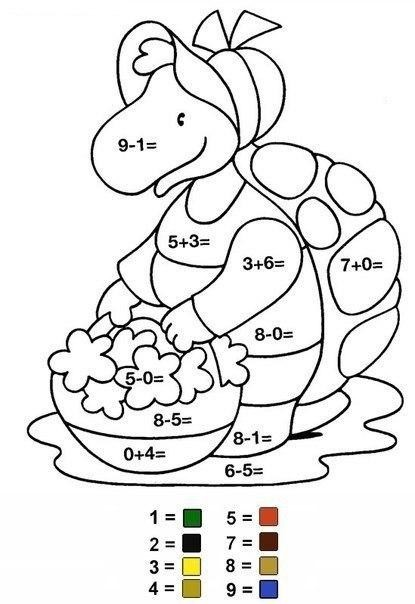 9-1=
5+3=
3+6=
7+0=
8-0=
5-0=
8-5=
8-1=
0+4=
6-5=
1 = 5 =
2 = 7 =
3 = 8 =
4 = 9 =